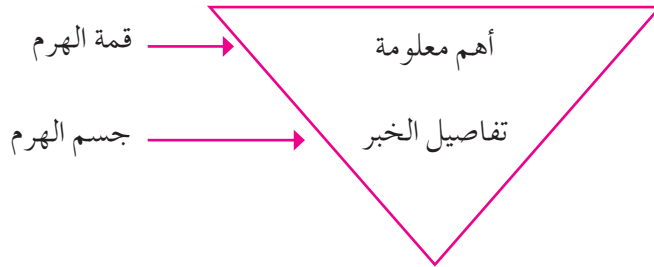 أهم معلومة
قمة الهرم
تفاصيل الخبر
جسم الهرم